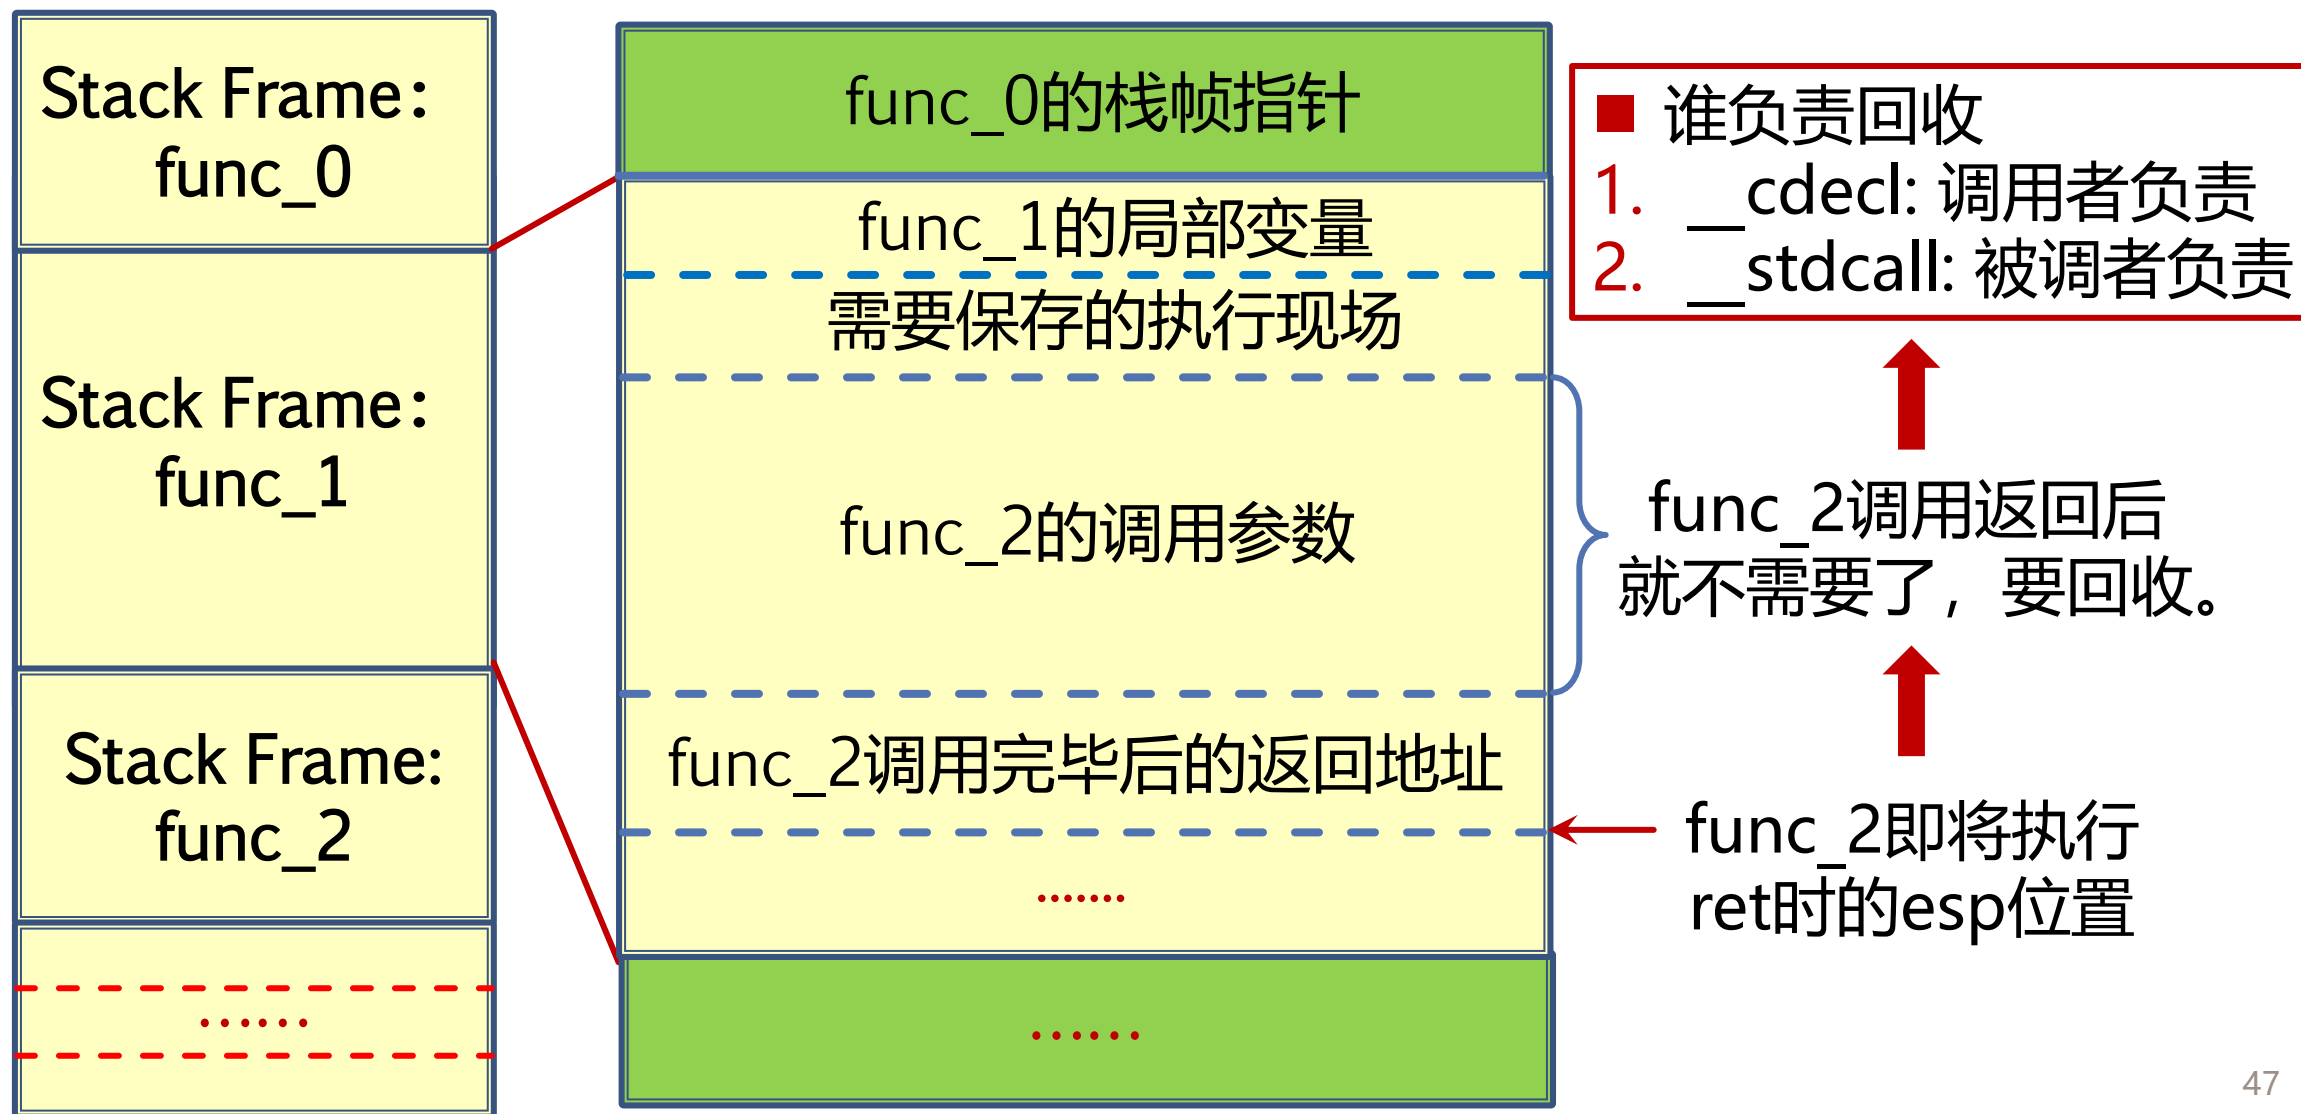 Stack Frame:
func_0
Stack Frame:
func_1
Stack Frame:
func_2
……
func_0的栈帧指针
func_1的局部变量
需要保存的执行现场
func_2的调用参数
func_2调用完毕后的返回地址
…….
……
■ 谁负责回收
1. __cdecl: 调用者负责
2. __stdcall: 被调者负责
func_2调用返回后
就不需要了，要回收。
func_2即将执行
ret时的esp位置
47